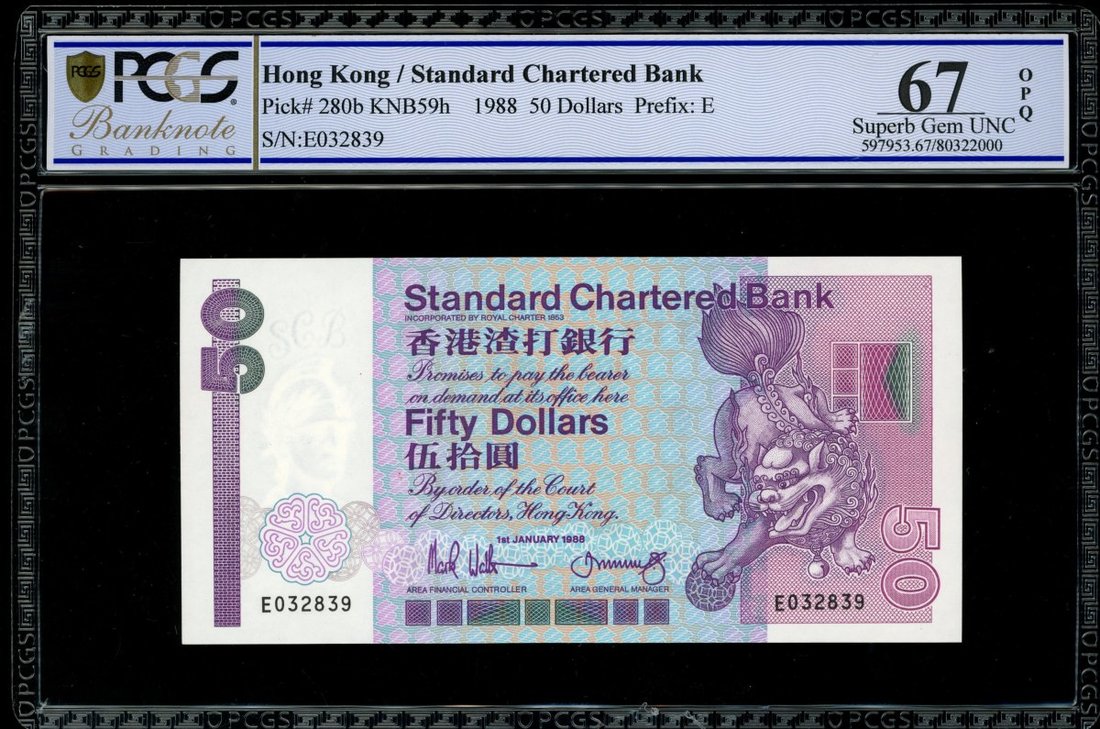 PCGS
Banknote
GRADING
Hong Kong / Standard Chartered Bank
Pick# 280b KNB59h 1988 50 Dollars Prefix: E
S/N:E032839
67
OPQ
Superb Gem UNC
597953.67/80322000
50
Standard Chartered Bank
INCORPORATED BY ROYAL CHARTER 1853
香港渣打銀行
Promises to pay the bearer
on demand at its office here
Fifty Dollars
伍拾圓
By order of the Court
of Directors, Hong Kong.
1st JANUARY 1988
AREA FINANCIAL CONTROLLER
AREA GENERAL MANAGER
E032839
E032839
50